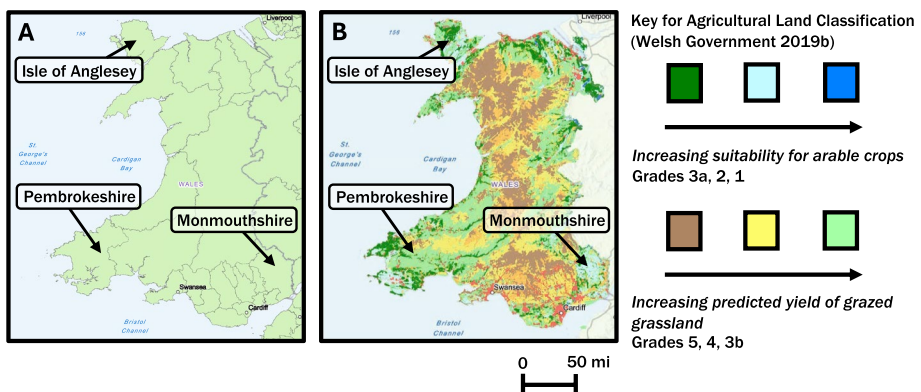 A
158
Liverpool
Isle of Anglesey
St.
George's
Channel
Cardigan
Bay
WALES
Pembrokeshire
Monmouthshire
Swansea
Cardiff
Bristol
Channel
B
158
Liverpool
Isle of Anglesey
St.
George's
Channel
Cardigan
Bay
WALES
Pembrokeshire
Monmouthshire
Swansea
Cardiff
Bristol
Channel
0 50 mi
Key for Agricultural Land Classification
(Welsh Government 2019b)
Increasing suitability for arable crops
Grades 3a, 2, 1
Increasing predicted yield of grazed
grassland
Grades 5, 4, 3b